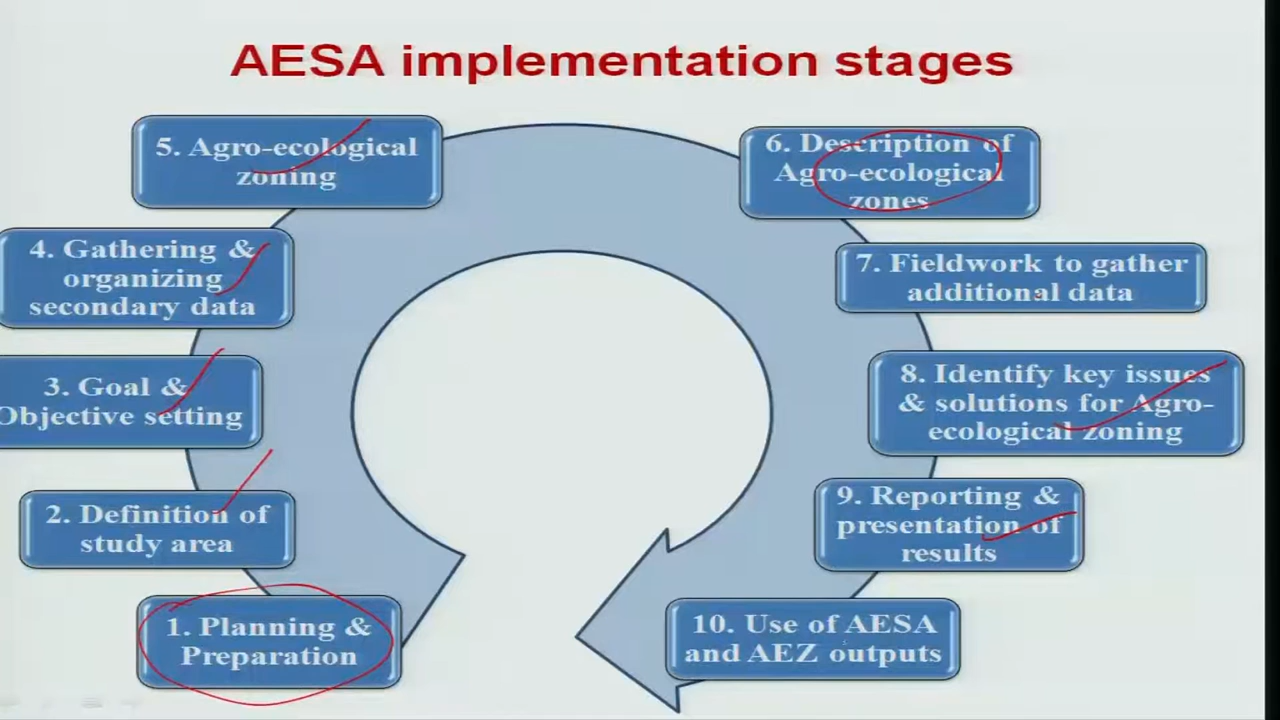 AESA implementation stages
5. Agro-ecological
zoning
6. Description of
Agro-ecological
zones
4. Gathering &
organizing
secondary data
7. Fieldwork to gather
additional data
3. Goal &
Objective setting
8. Identify key issues
& solutions for Agro-
ecological zoning
2. Definition of
study area
9. Reporting &
presentation of
results
1. Planning &
Preparation
10. Use of AESA
and AEZ outputs